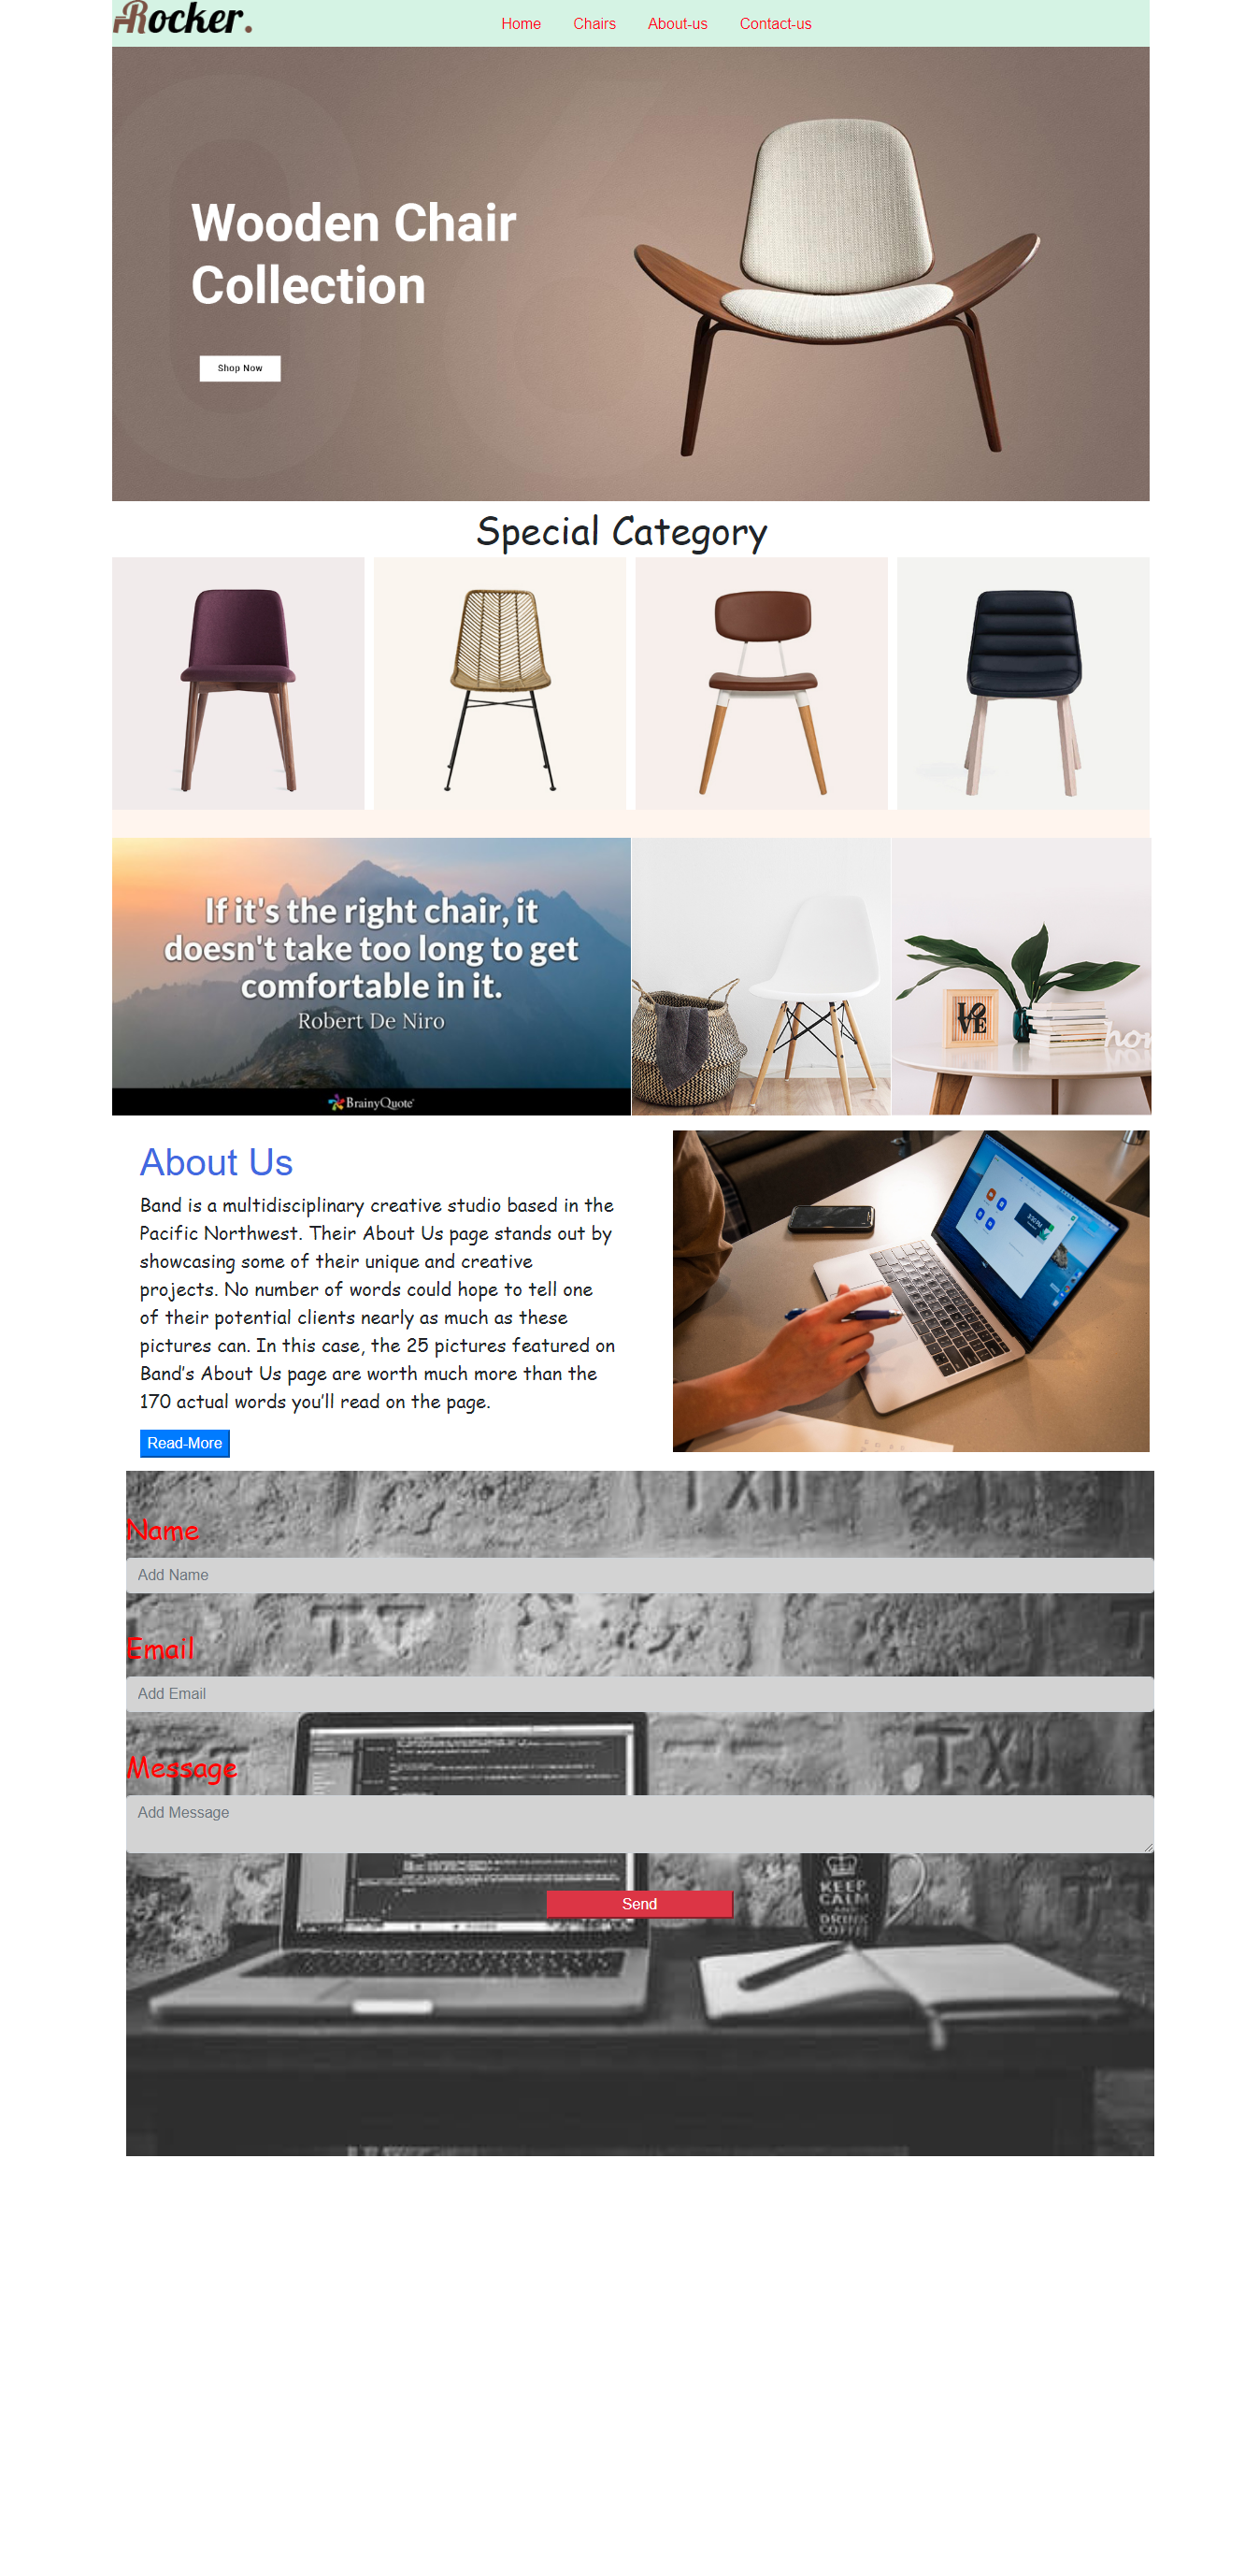 Rocker.
Home Chairs About-us Contact-us
Wooden Chair
Collection
Shop Now
Special Category
If it's the right chair, it
doesn't take too long to get
comfortable in it.
Robert De Niro
BrainyQuote
LOVE
About Us
Band is a multidisciplinary creative studio based in the
Pacific Northwest. Their About Us page stands out by
showcasing some of their unique and creative
projects. No number of words could hope to tell one
of their potential clients nearly as much as these
pictures can. In this case, the 25 pictures featured on
Band's About Us page are worth much more than the
170 actual words you'll read on the page.
Read-More
Name
Add Name
Email
Add Email
Message
Add Message
KEEP
CALM
AND
DRINK
COFFEE
Send